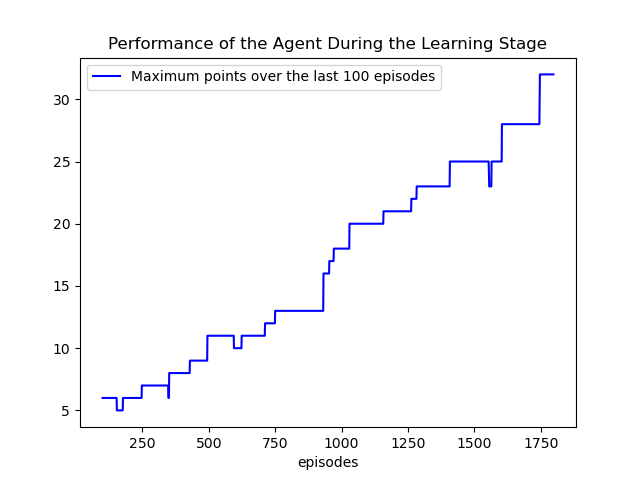 Performance of the Agent During the Learning Stage
Maximum points over the last 100 episodes
30
25
20
15
10
5
250 500 750 1000 1250 1500 1750
episodes